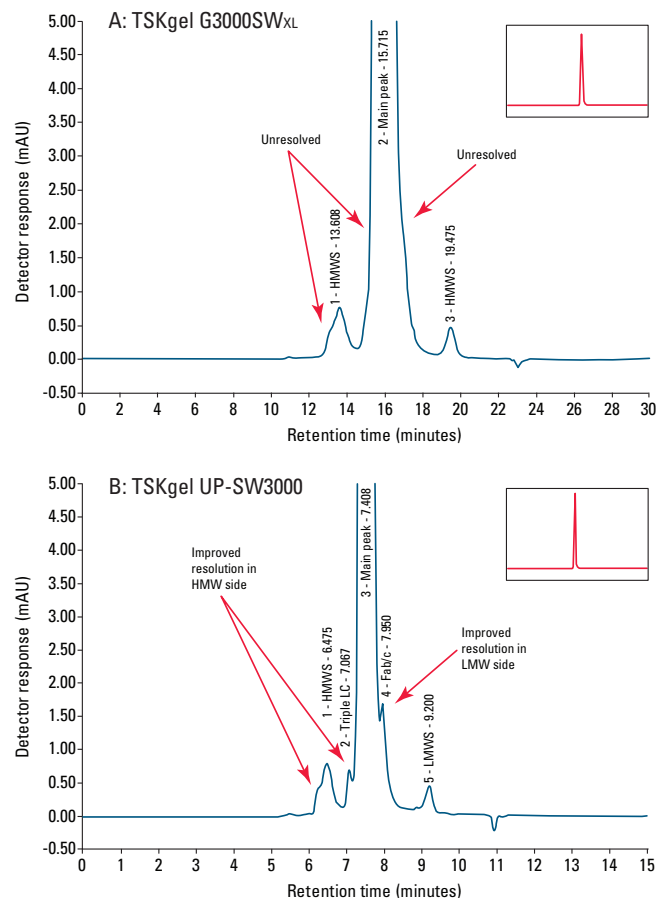 A: TSKgel G3000SWXL
5.00
4.50
4.00
3.50
3.00
2.50
2.00
1.50
1.00
0.50
0.00
-0.50
Detector response (mAU)
Unresolved
Unresolved
1 - HMWS - 13.608
2 - Main peak - 15.715
3 - HMWS - 19.475
0 2 4 6 8 10 12 14 16 18 20 22 24 26 26 30
Retention time (minutes)
B: TSKgel UP-SW3000
5.00
4.50
4.00
3.50
3.00
2.50
2.00
1.50
1.00
0.50
0.00
-0.50
Detector response (mAU)
Improved
resolution in
HMW side
Improved
resolution in
LMW side
1 - HMWS - 6.475
2 - Triple LC - 7.067
3 - Main peak - 7.408
4 - Fab/c - 7.950
5 - LMWS - 9.200
0 1 2 3 4 5 6 7 8 9 10 11 12 13 14 15
Retention time (minutes)